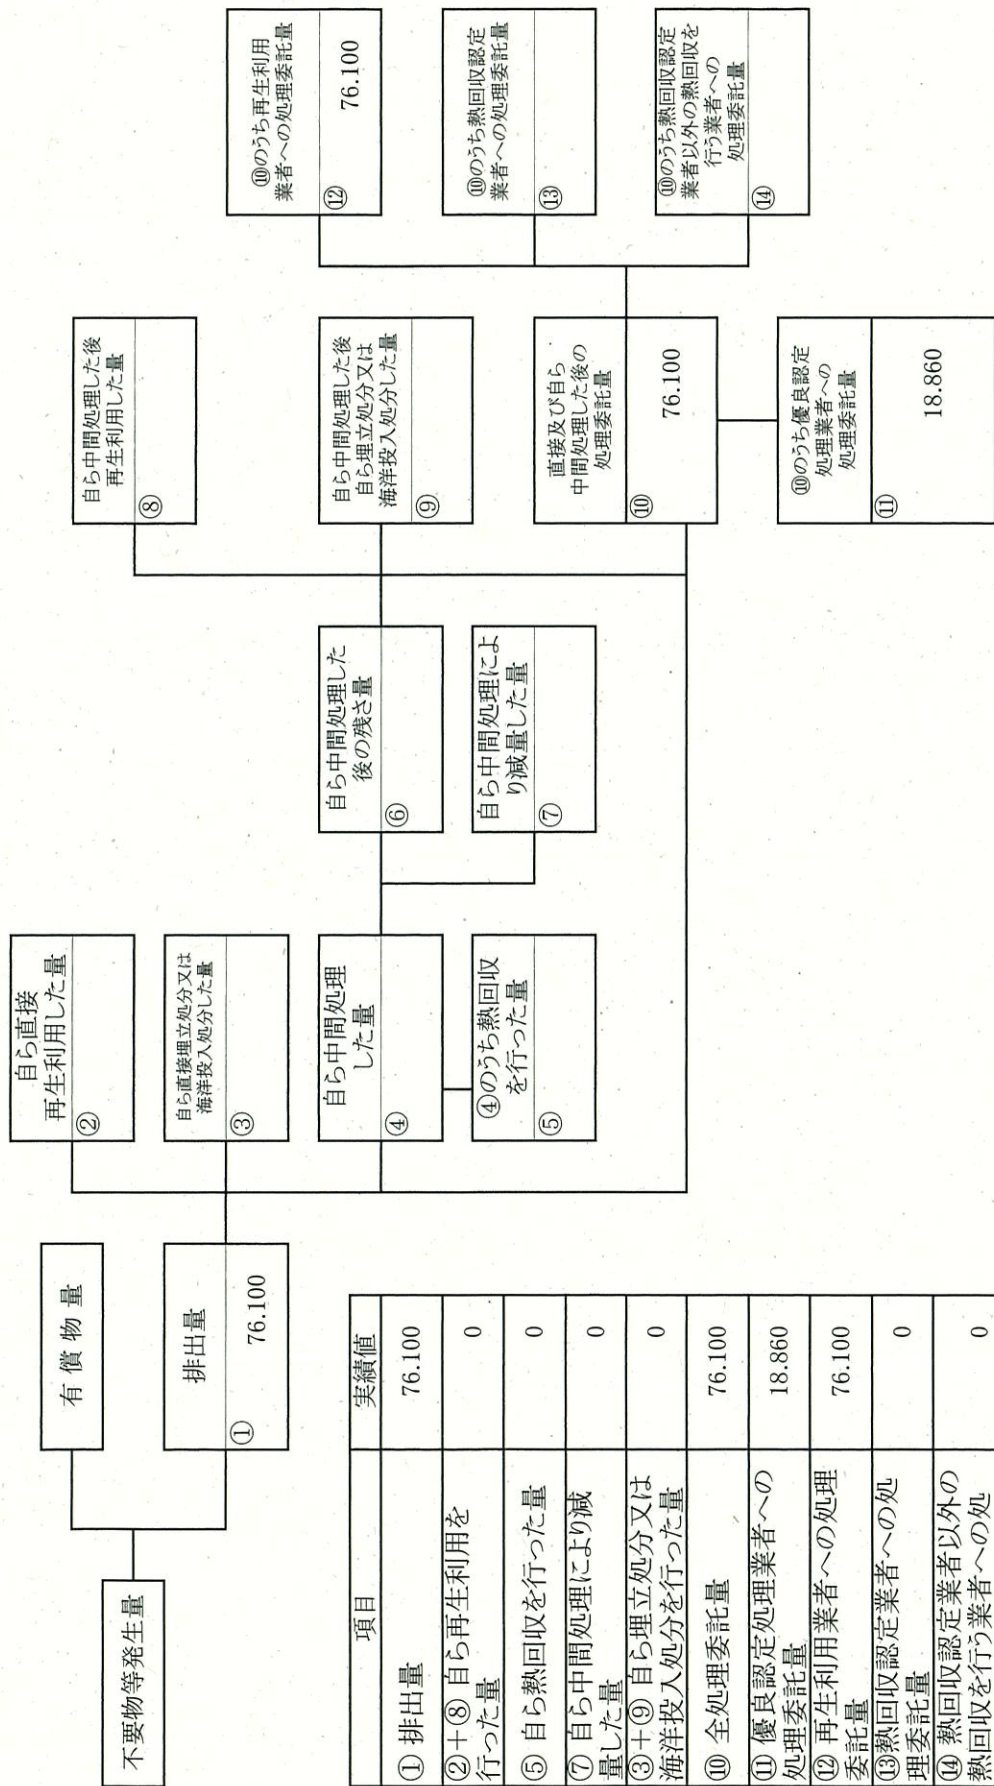 不要物等発生量
有償物量
排出量
①
76.100
自ら直接
再生利用した量
②
自ら直接埋立処分又は
海洋投入処分した量
③
自ら中間処理
した量
④
④のうち熱回収
を行った量
⑤
自ら中間処理した
後の残さ量
⑥
自ら中間処理によ
り減量した量
⑦
自ら中間処理した後
再生利用した量
⑧
自ら中間処理した後
自ら埋立処分又は
海洋投入処分した量
⑨
直接及び自ら
中間処理した後の
処理委託量
⑩
76.100
⑩のうち優良認定
処理業者への
処理委託量
⑪
18.860
⑩のうち再生利用
業者への処理委託量
⑫
76.100
⑩のうち熱回収認定
業者への処理委託量
⑬
⑩のうち熱回収認定
業者以外の熱回収を
行う業者への
処理委託量
⑭
項目 実績値
① 排出量 76.100
②+⑧ 自ら再生利用を
行った量 0
⑤ 自ら熱回収を行った量 0
⑦ 自ら中間処理により減
量した量 0
③+⑨ 自ら埋立処分又は
海洋投入処分を行った量 0
⑩ 全処理委託量 76.100
⑪ 優良認定処理業者への
処理委託量 18.860
⑫ 再生利用業者への処理
委託量 76.100
⑬熱回収認定業者への処
理委託量 0
⑭ 熱回収認定業者以外の
熱回収を行う業者への処 0